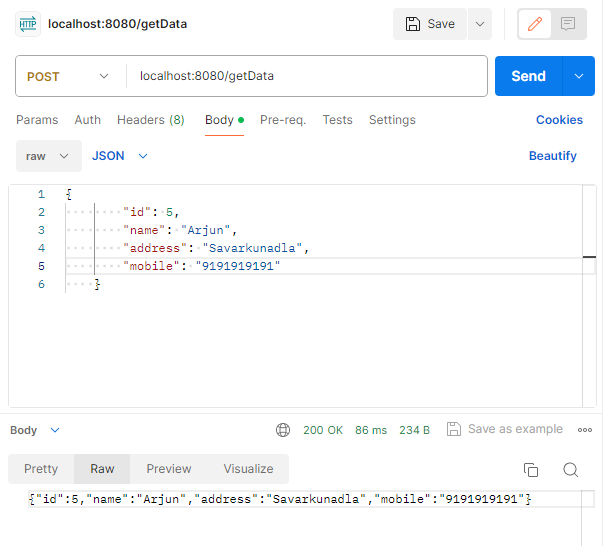 HTTP localhost:8080/getData Save
POST localhost:8080/getData Send
Params Auth Headers (8) Body Pre-req. Tests Settings Cookies
raw JSON Beautify
1 {
2 "id": 5,
3 "name": "Arjun",
4 "address": "Savarkunadla",
5 "mobile": "9191919191"
6 }
Body 200 OK 86 ms 234 B Save as example
Pretty Raw Preview Visualize
{"id":5,"name":"Arjun","address":"Savarkunadla","mobile":"9191919191"}